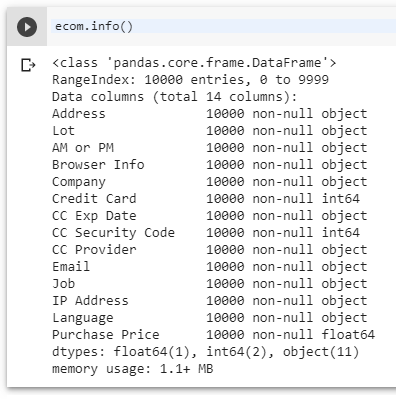 ecom.info()
<class 'pandas.core.frame.DataFrame'>
RangeIndex: 10000 entries, 0 to 9999
Data columns (total 14 columns):
Address             10000 non-null object
Lot                 10000 non-null object
AM or PM            10000 non-null object
Browser Info        10000 non-null object
Company             10000 non-null object
Credit Card         10000 non-null int64
CC Exp Date         10000 non-null object
CC Security Code    10000 non-null int64
CC Provider         10000 non-null object
Email               10000 non-null object
Job                 10000 non-null object
IP Address          10000 non-null object
Language            10000 non-null object
Purchase Price      10000 non-null float64
dtypes: float64(1), int64(2), object(11)
memory usage: 1.1+ MB